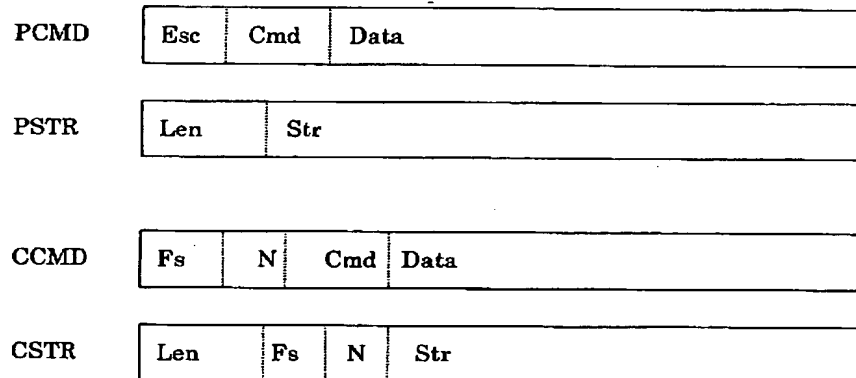 PCMD Esc Cmd Data
PSTR Len Str
CCMD Fs N Cmd Data
CSTR Len Fs N Str